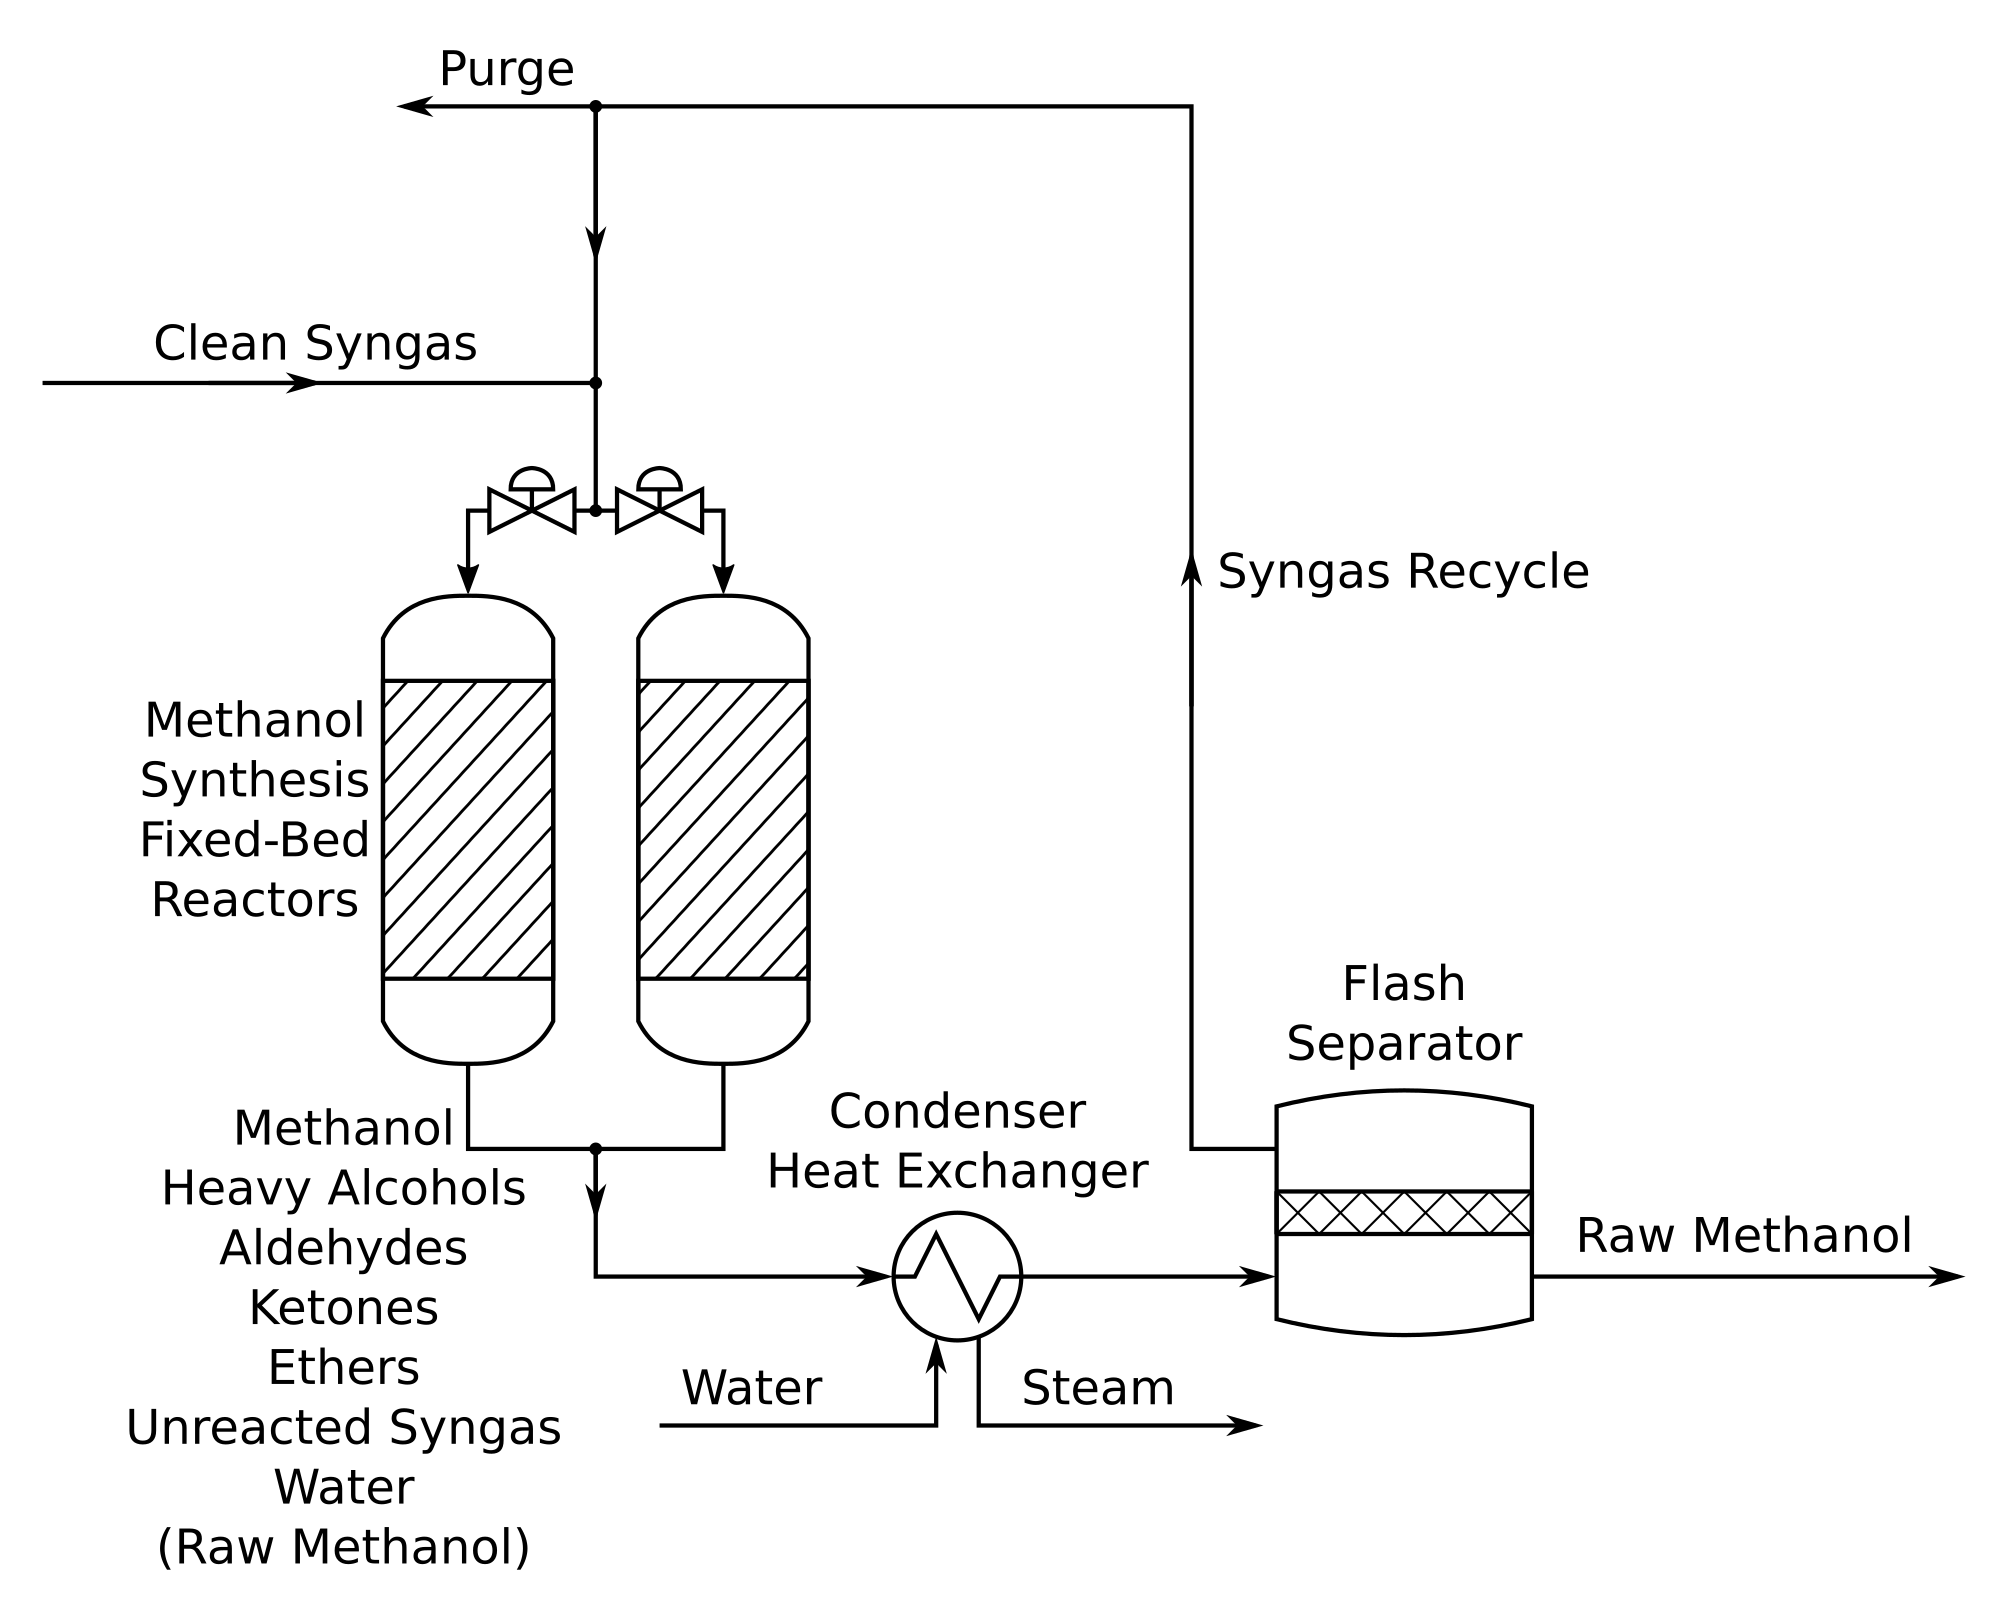 Purge
Clean Syngas
Syngas Recycle
Methanol
Synthesis
Fixed-Bed
Reactors
Flash
Separator
Condenser
Heat Exchanger
Methanol
Heavy Alcohols
Aldehydes
Ketones
Ethers
Unreacted Syngas
Water
(Raw Methanol)
Raw Methanol
Water
Steam